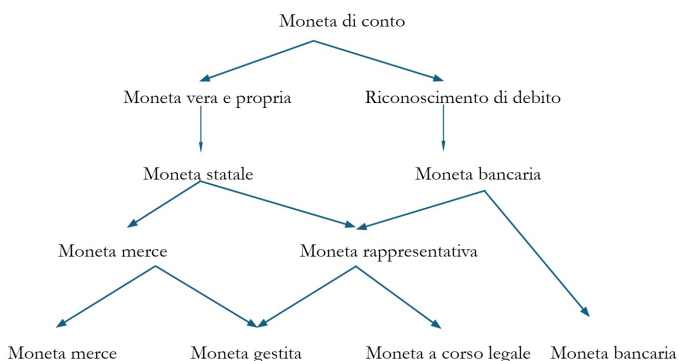 Moneta di conto
Moneta vera e propria
Riconoscimento di debito
Moneta statale
Moneta bancaria
Moneta merce
Moneta rappresentativa
Moneta merce
Moneta gestita
Moneta a corso legale
Moneta bancaria